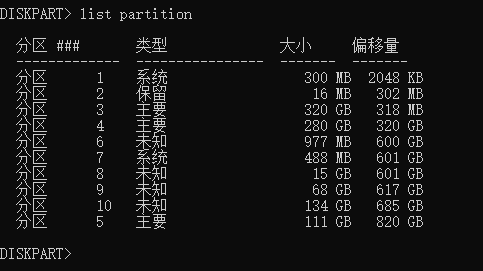 DISKPART> list partition
分区 ### 类型 大小 偏移量
------------- ---------------- ------- -------
分区 1 系统 300 MB 2048 KB
分区 2 保留 16 MB 302 MB
分区 3 主要 320 GB 318 MB
分区 4 主要 280 GB 320 GB
分区 6 未知 977 MB 600 GB
分区 7 系统 488 MB 601 GB
分区 8 未知 15 GB 601 GB
分区 9 未知 68 GB 617 GB
分区 10 未知 134 GB 685 GB
分区 5 主要 111 GB 820 GB
DISKPART>